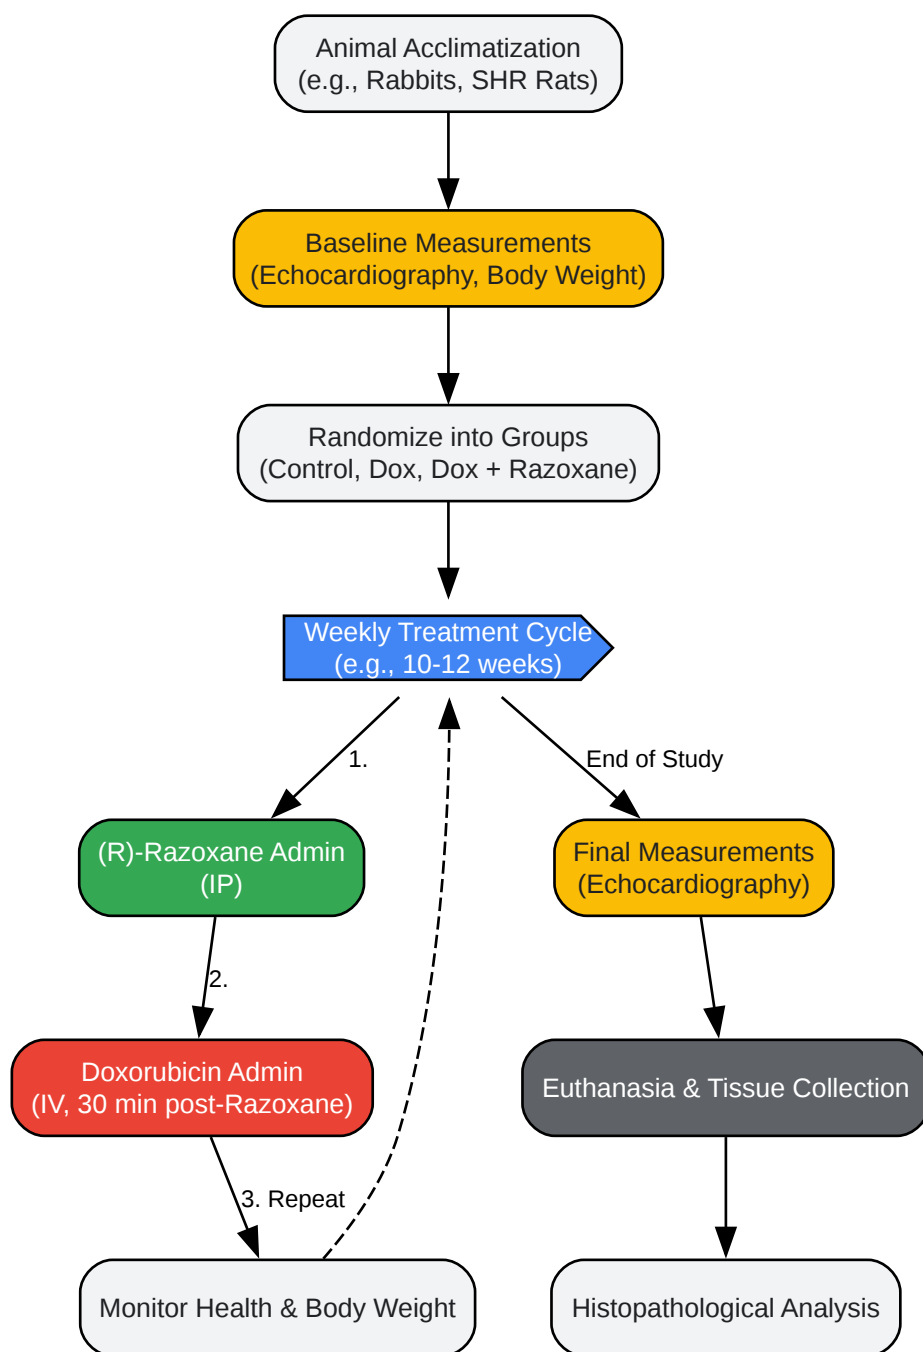 Animal Acclimatization
(e.g., Rabbits, SHR Rats)
Baseline Measurements
(Echocardiography, Body Weight)
Randomize into Groups
(Control, Dox, Dox + Razoxane)
Weekly Treatment Cycle
(e.g., 10-12 weeks)
1.
End of Study
(R)-Razoxane Admin
(IP)
Final Measurements
(Echocardiography)
2.
Doxorubicin Admin
(IV, 30 min post-Razoxane)
Euthanasia & Tissue Collection
3. Repeat
Monitor Health & Body Weight
Histopathological Analysis